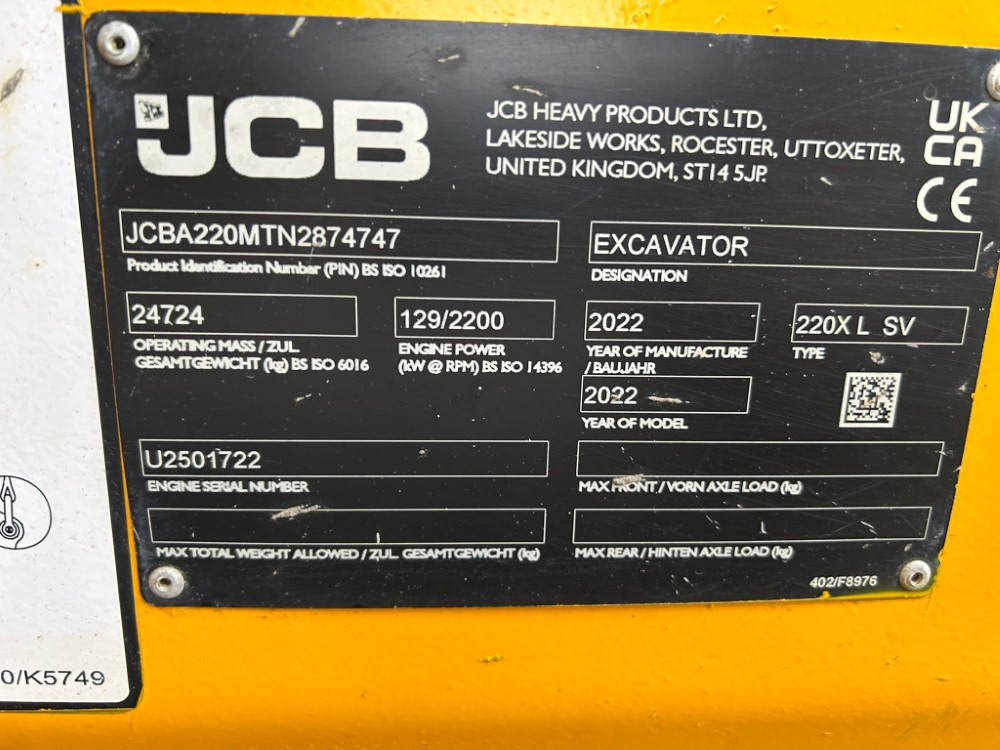 JCB
JCB HEAVY PRODUCTS LTD,
LAKESIDE WORKS, ROCESTER, UTTOXETER,
UNITED KINGDOM, ST14 5JP.
UK
CA
CE
JCBA220MTN2874747
Product Identification Number (PIN) BS ISO 10261
EXCAVATOR
DESIGNATION
24724
OPERATING MASS / ZUL.
GESAMTGEWICHT (kg) BS ISO 6016
129/2200
ENGINE POWER
(kW @ RPM) BS ISO 14396
2022
YEAR OF MANUFACTURE
/ BAUJAHR
220X L SV
TYPE
2022
YEAR OF MODEL
U2501722
ENGINE SERIAL NUMBER
MAX FRONT / VORN AXLE LOAD (kg)
MAX TOTAL WEIGHT ALLOWED / ZUL. GESAMTGEWICHT (kg)
MAX REAR / HINTEN AXLE LOAD (kg)
402/F8976
0/K5749